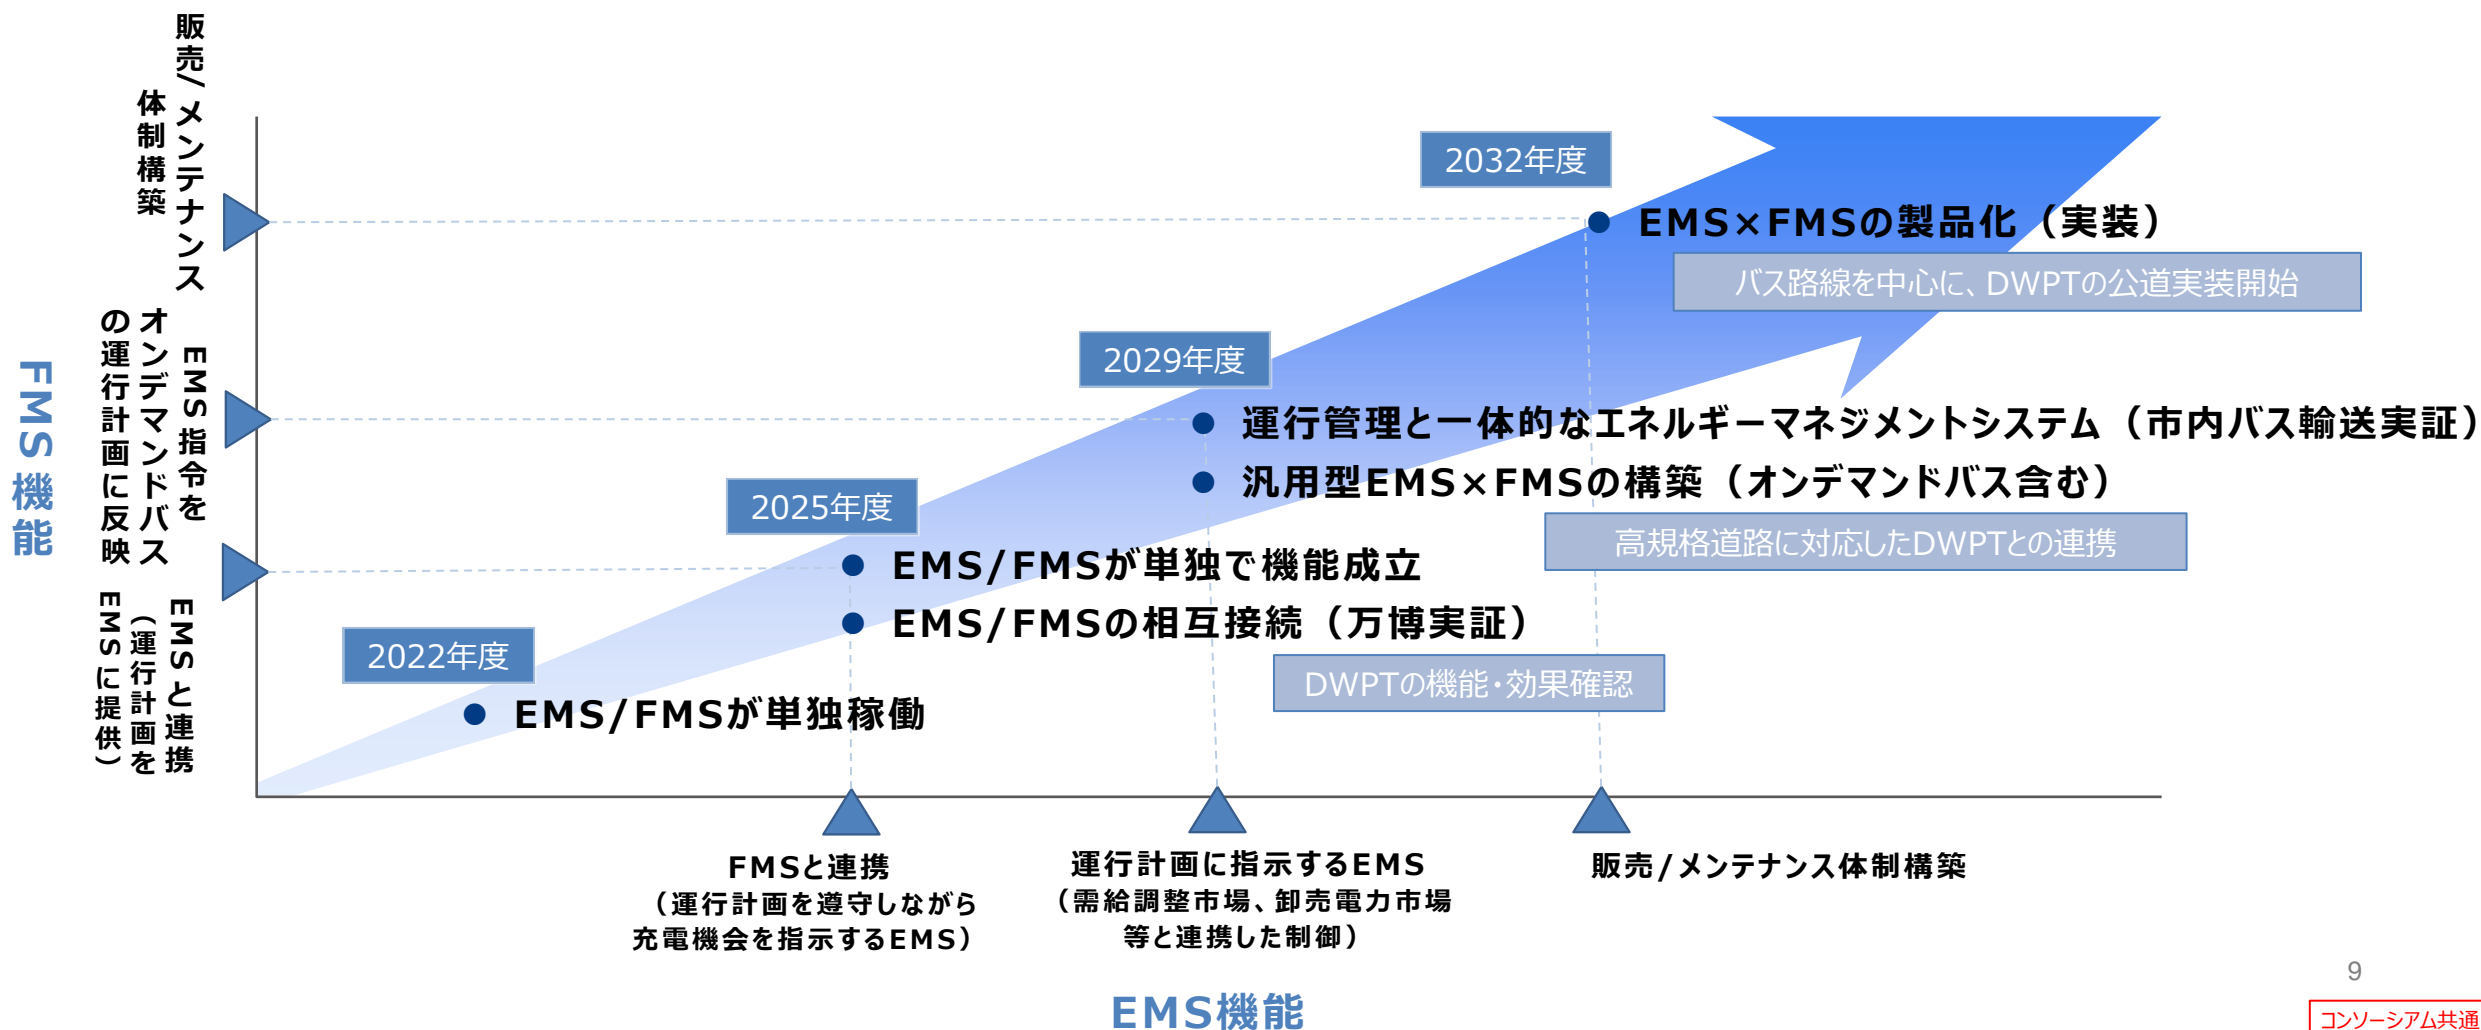 販売/メンテナンス
体制構築
EMS指令を
オンデマンドバス
の運行計画に反映
EMSと連携
（運行計画を
EMSに提供）
FMS機能
2032年度
EMS×FMSの製品化（実装）
バス路線を中心に、DWPTの公道実装開始
2029年度
運行管理と一体的なエネルギーマネジメントシステム（市内バス輸送実証）
汎用型EMS×FMSの構築（オンデマンドバス含む）
高規格道路に対応したDWPTとの連携
2025年度
EMS/FMSが単独で機能成立
EMS/FMSの相互接続（万博実証）
DWPTの機能・効果確認
2022年度
EMS/FMSが単独稼働
FMSと連携
（運行計画を遵守しながら
充電機会を指示するEMS）
運行計画に指示するEMS
（需給調整市場、卸売電力市場
等と連携した制御）
販売/メンテナンス体制構築
EMS機能
9
コンソーシアム共通